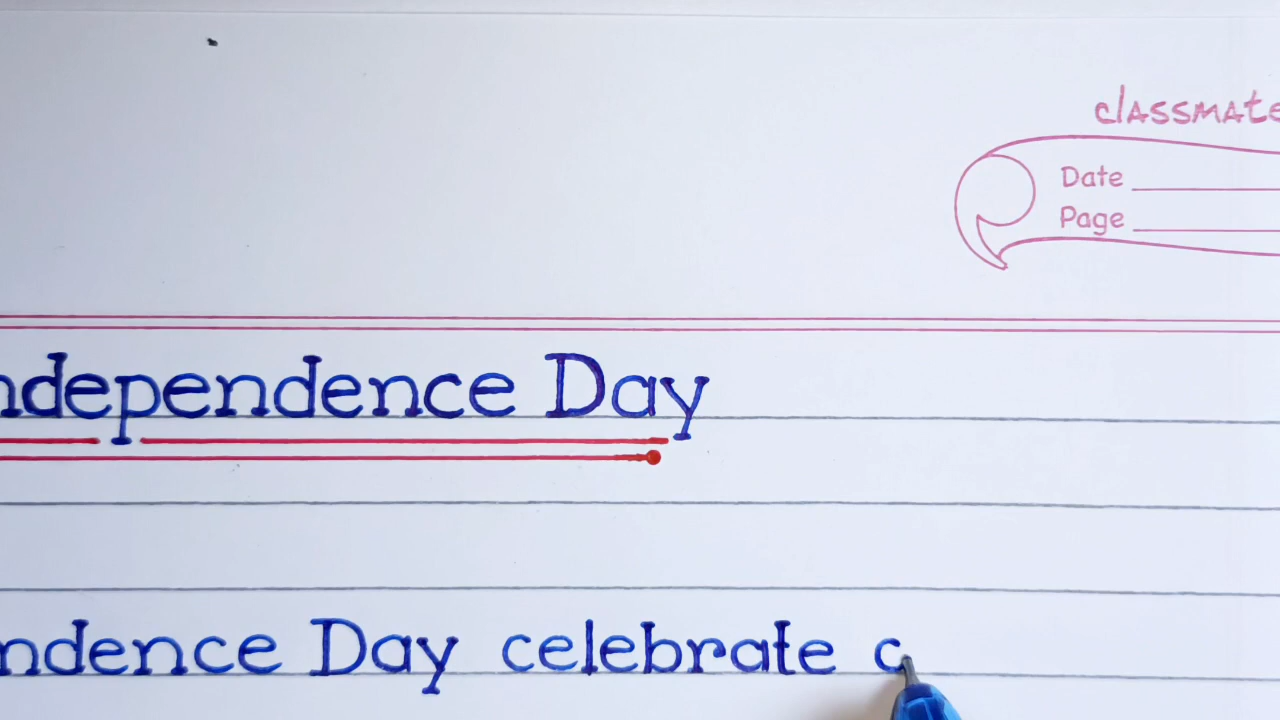 classmate
Date
Page
ndependence Day
ndence Day celebrate c